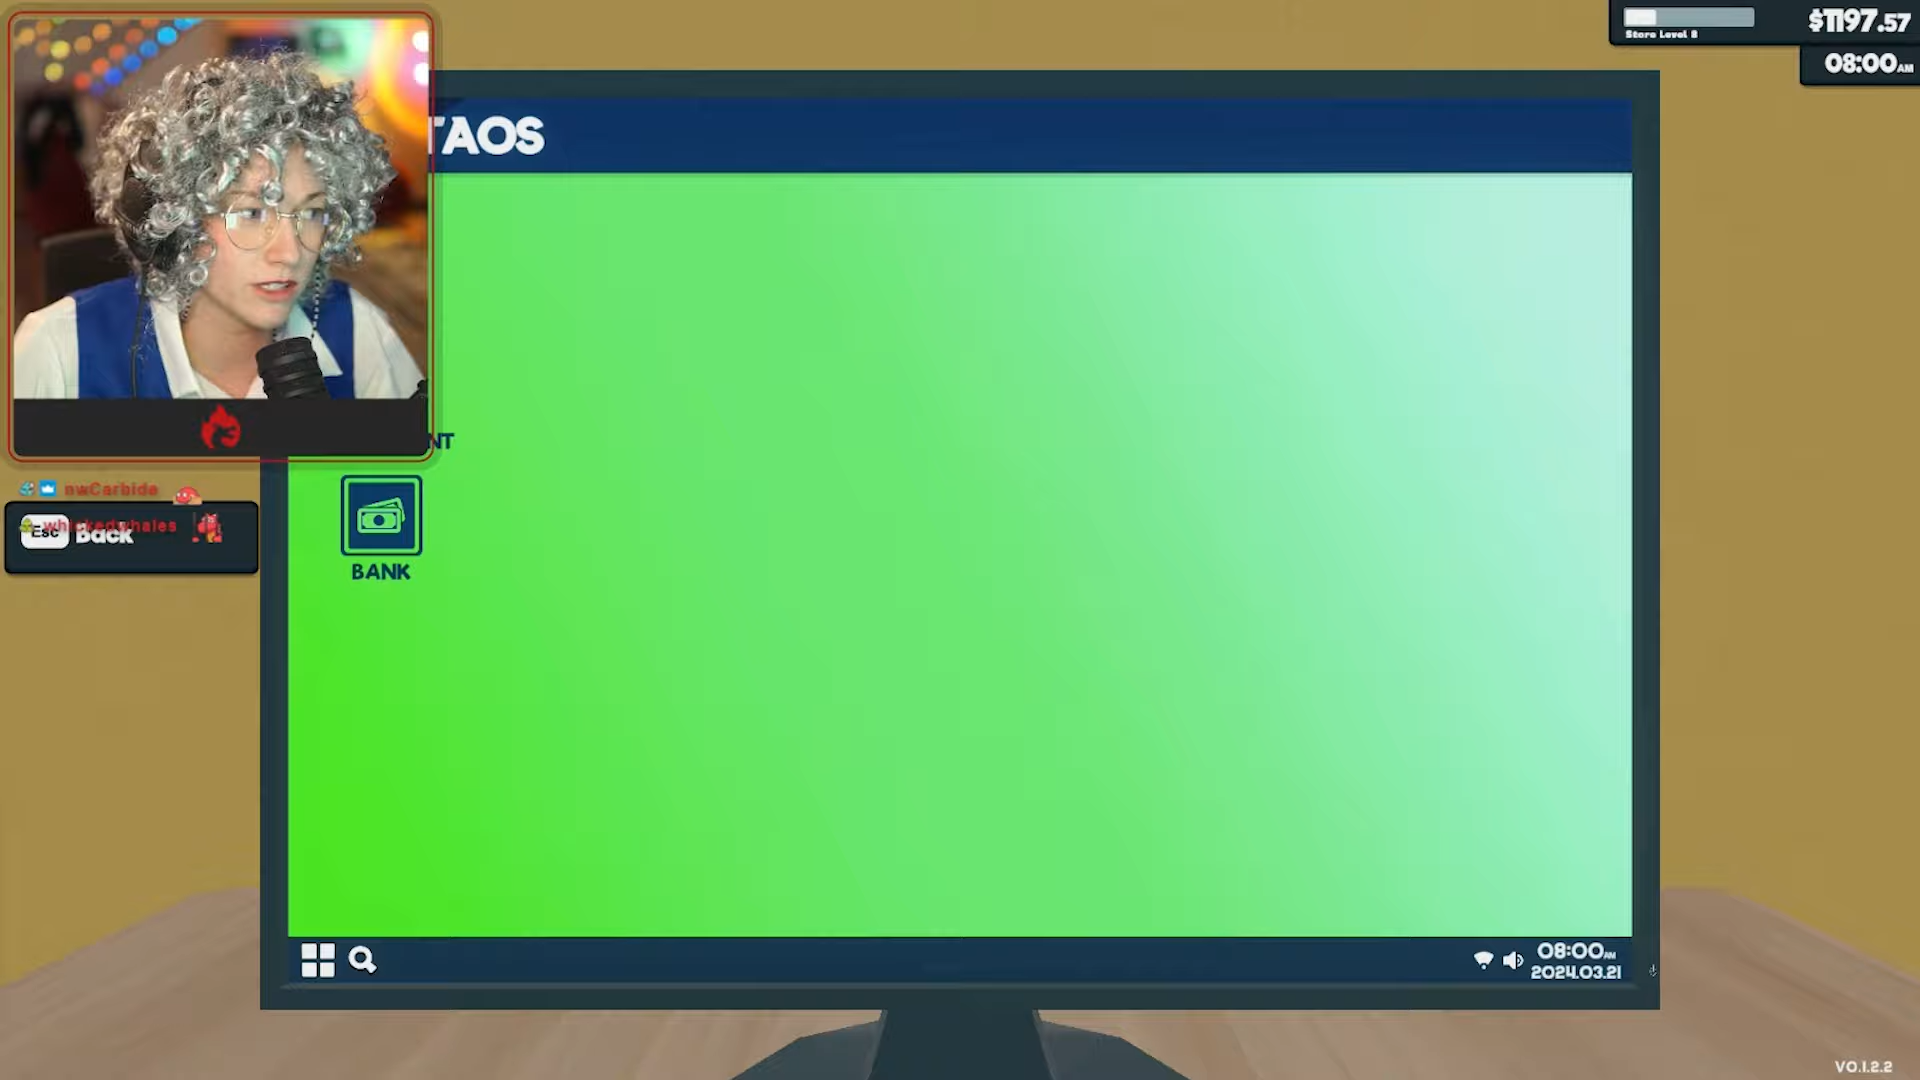 $1197.57
Store Level 8
08:00AM
TAOS
NT
nwCarbide
whickedwhales
Esc Back
BANK
08:00AM
2024.03.21
V0.1.2.2